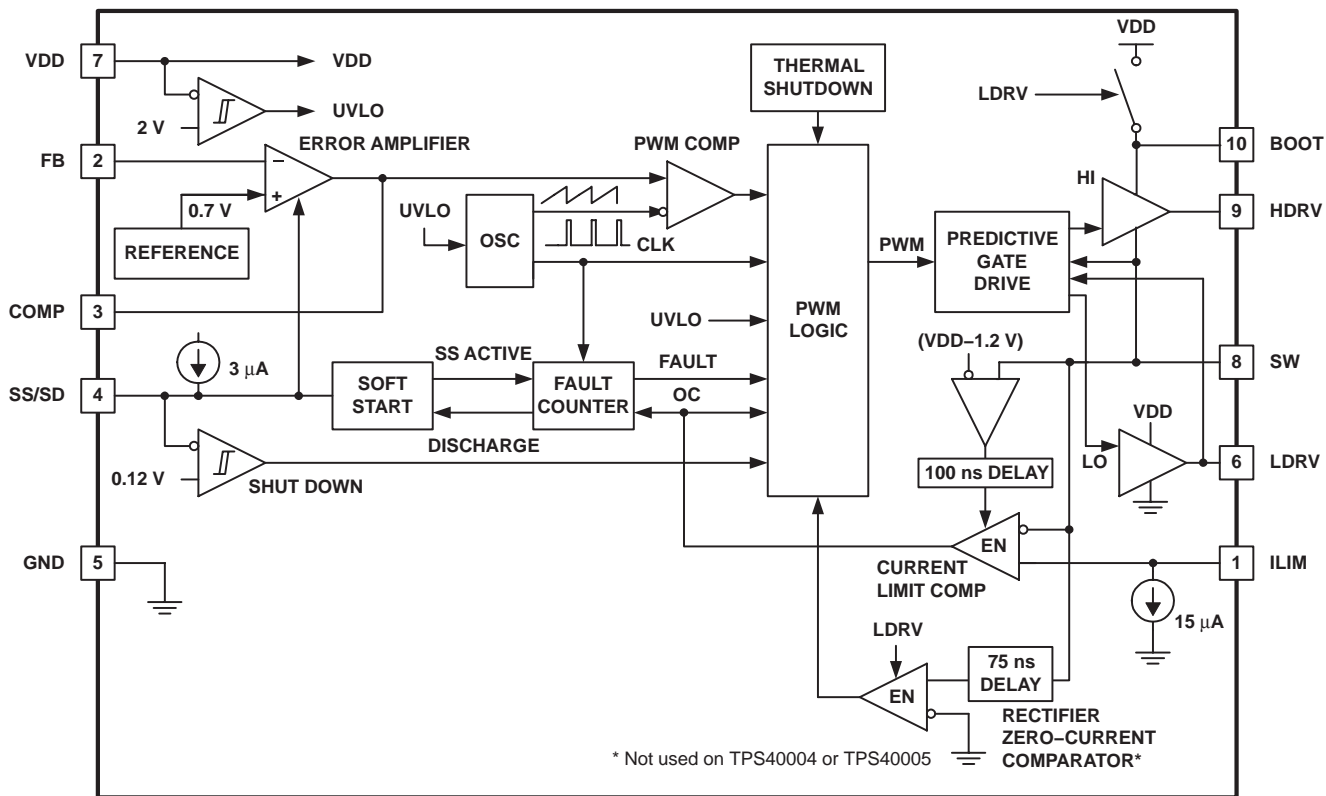 VDD
7
VDD
UVLO
2 V
FB
2
ERROR AMPLIFIER
−
+
0.7 V
REFERENCE
COMP
3
3 μA
SS/SD
4
0.12 V
SHUT DOWN
GND
5
UVLO
OSC
CLK
PWM COMP
THERMAL
SHUTDOWN
SOFT
START
SS ACTIVE
FAULT
COUNTER
FAULT
OC
DISCHARGE
UVLO
PWM
LOGIC
PWM
PREDICTIVE
GATE
DRIVE
LDRV
VDD
HI
10
BOOT
9
HDRV
(VDD−1.2 V)
8
SW
VDD
LO
6
LDRV
100 ns DELAY
EN
CURRENT
LIMIT COMP
1
ILIM
15 μA
LDRV
EN
75 ns
DELAY
RECTIFIER
ZERO−CURRENT
COMPARATOR*
* Not used on TPS40004 or TPS40005